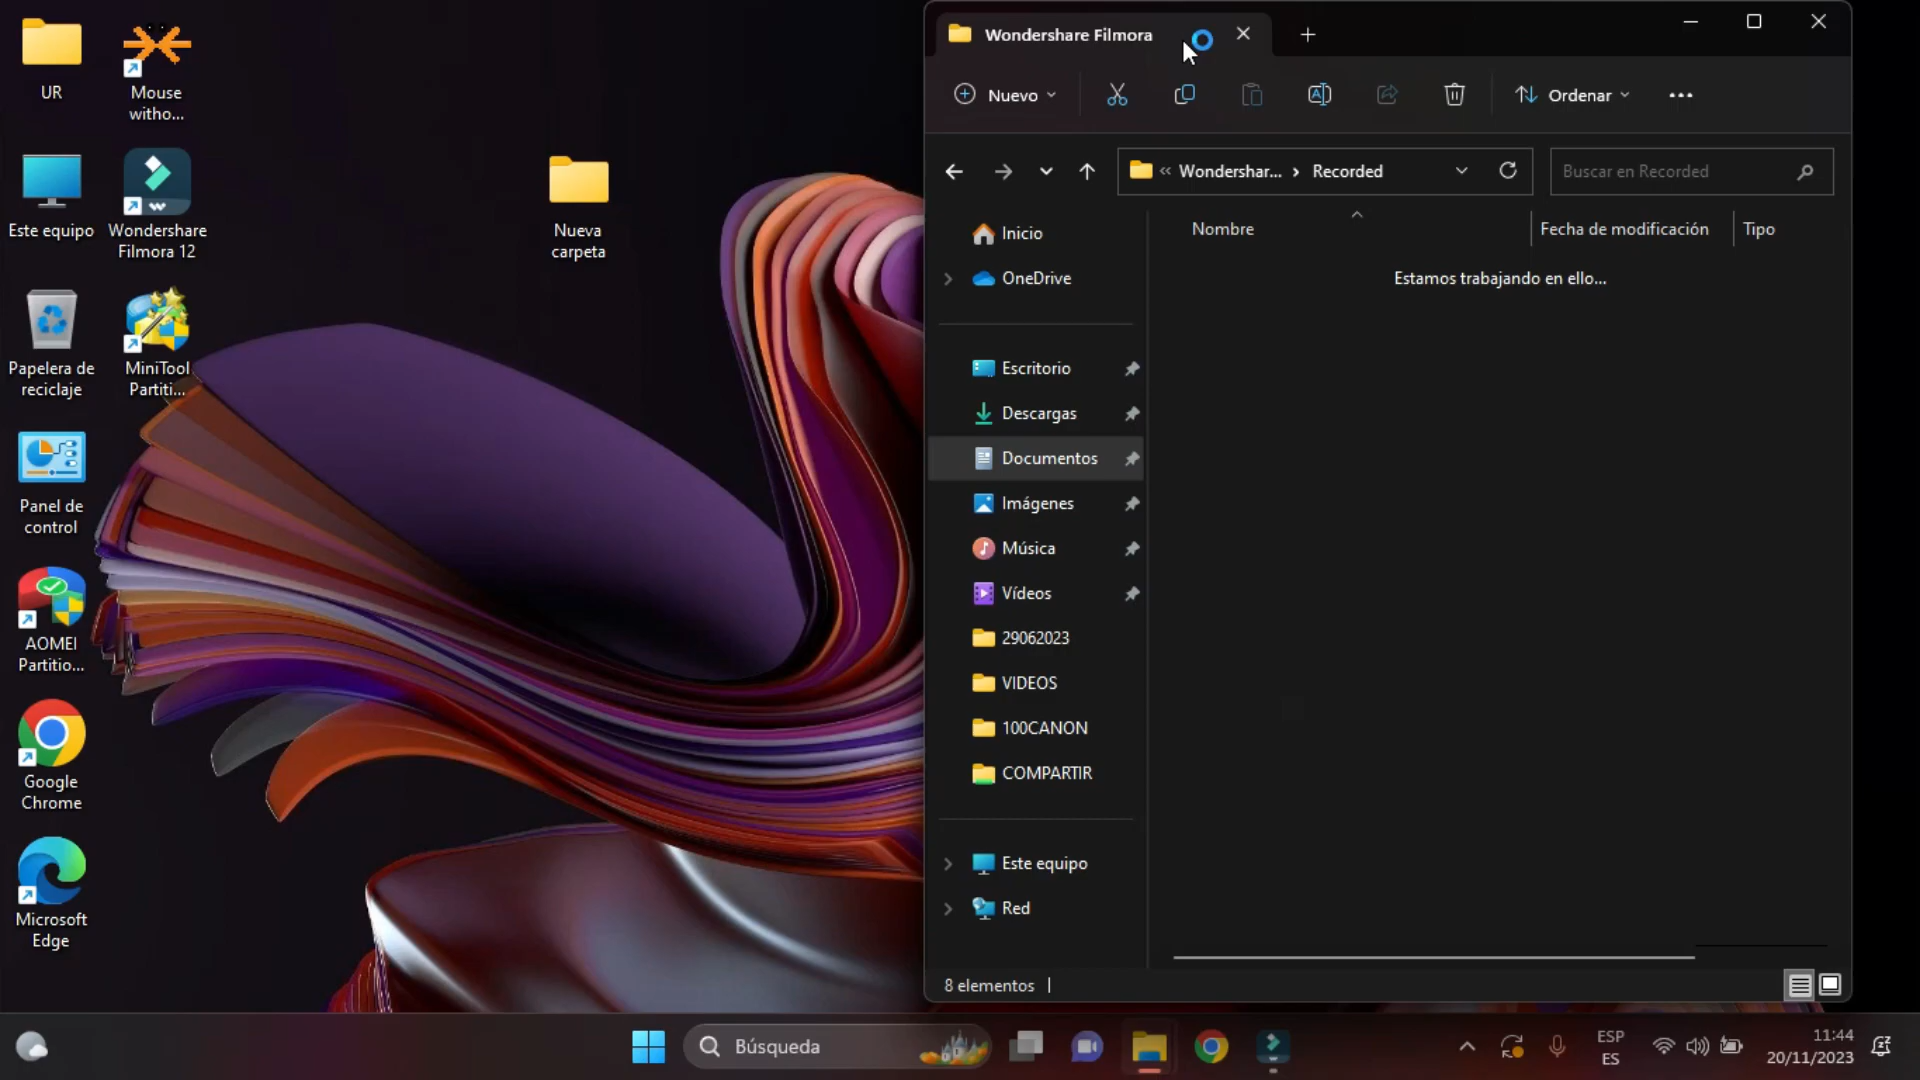 UR
Mouse
witho...
Este equipo
Wondershare
Filmora 12
Papelera de
reciclaje
MiniTool
Partiti...
Panel de
control
AOMEI
Partitio...
Google
Chrome
Microsoft
Edge
Nueva
carpeta
Wondershare Filmora
Nuevo
Ordenar
Wondershar... › Recorded
Buscar en Recorded
Nombre
Fecha de modificación
Tipo
Estamos trabajando en ello...
Inicio
OneDrive
Escritorio
Descargas
Documentos
Imágenes
Música
Vídeos
29062023
VIDEOS
100CANON
COMPARTIR
Este equipo
Red
8 elementos
Búsqueda
ESP
ES
11:44
20/11/2023